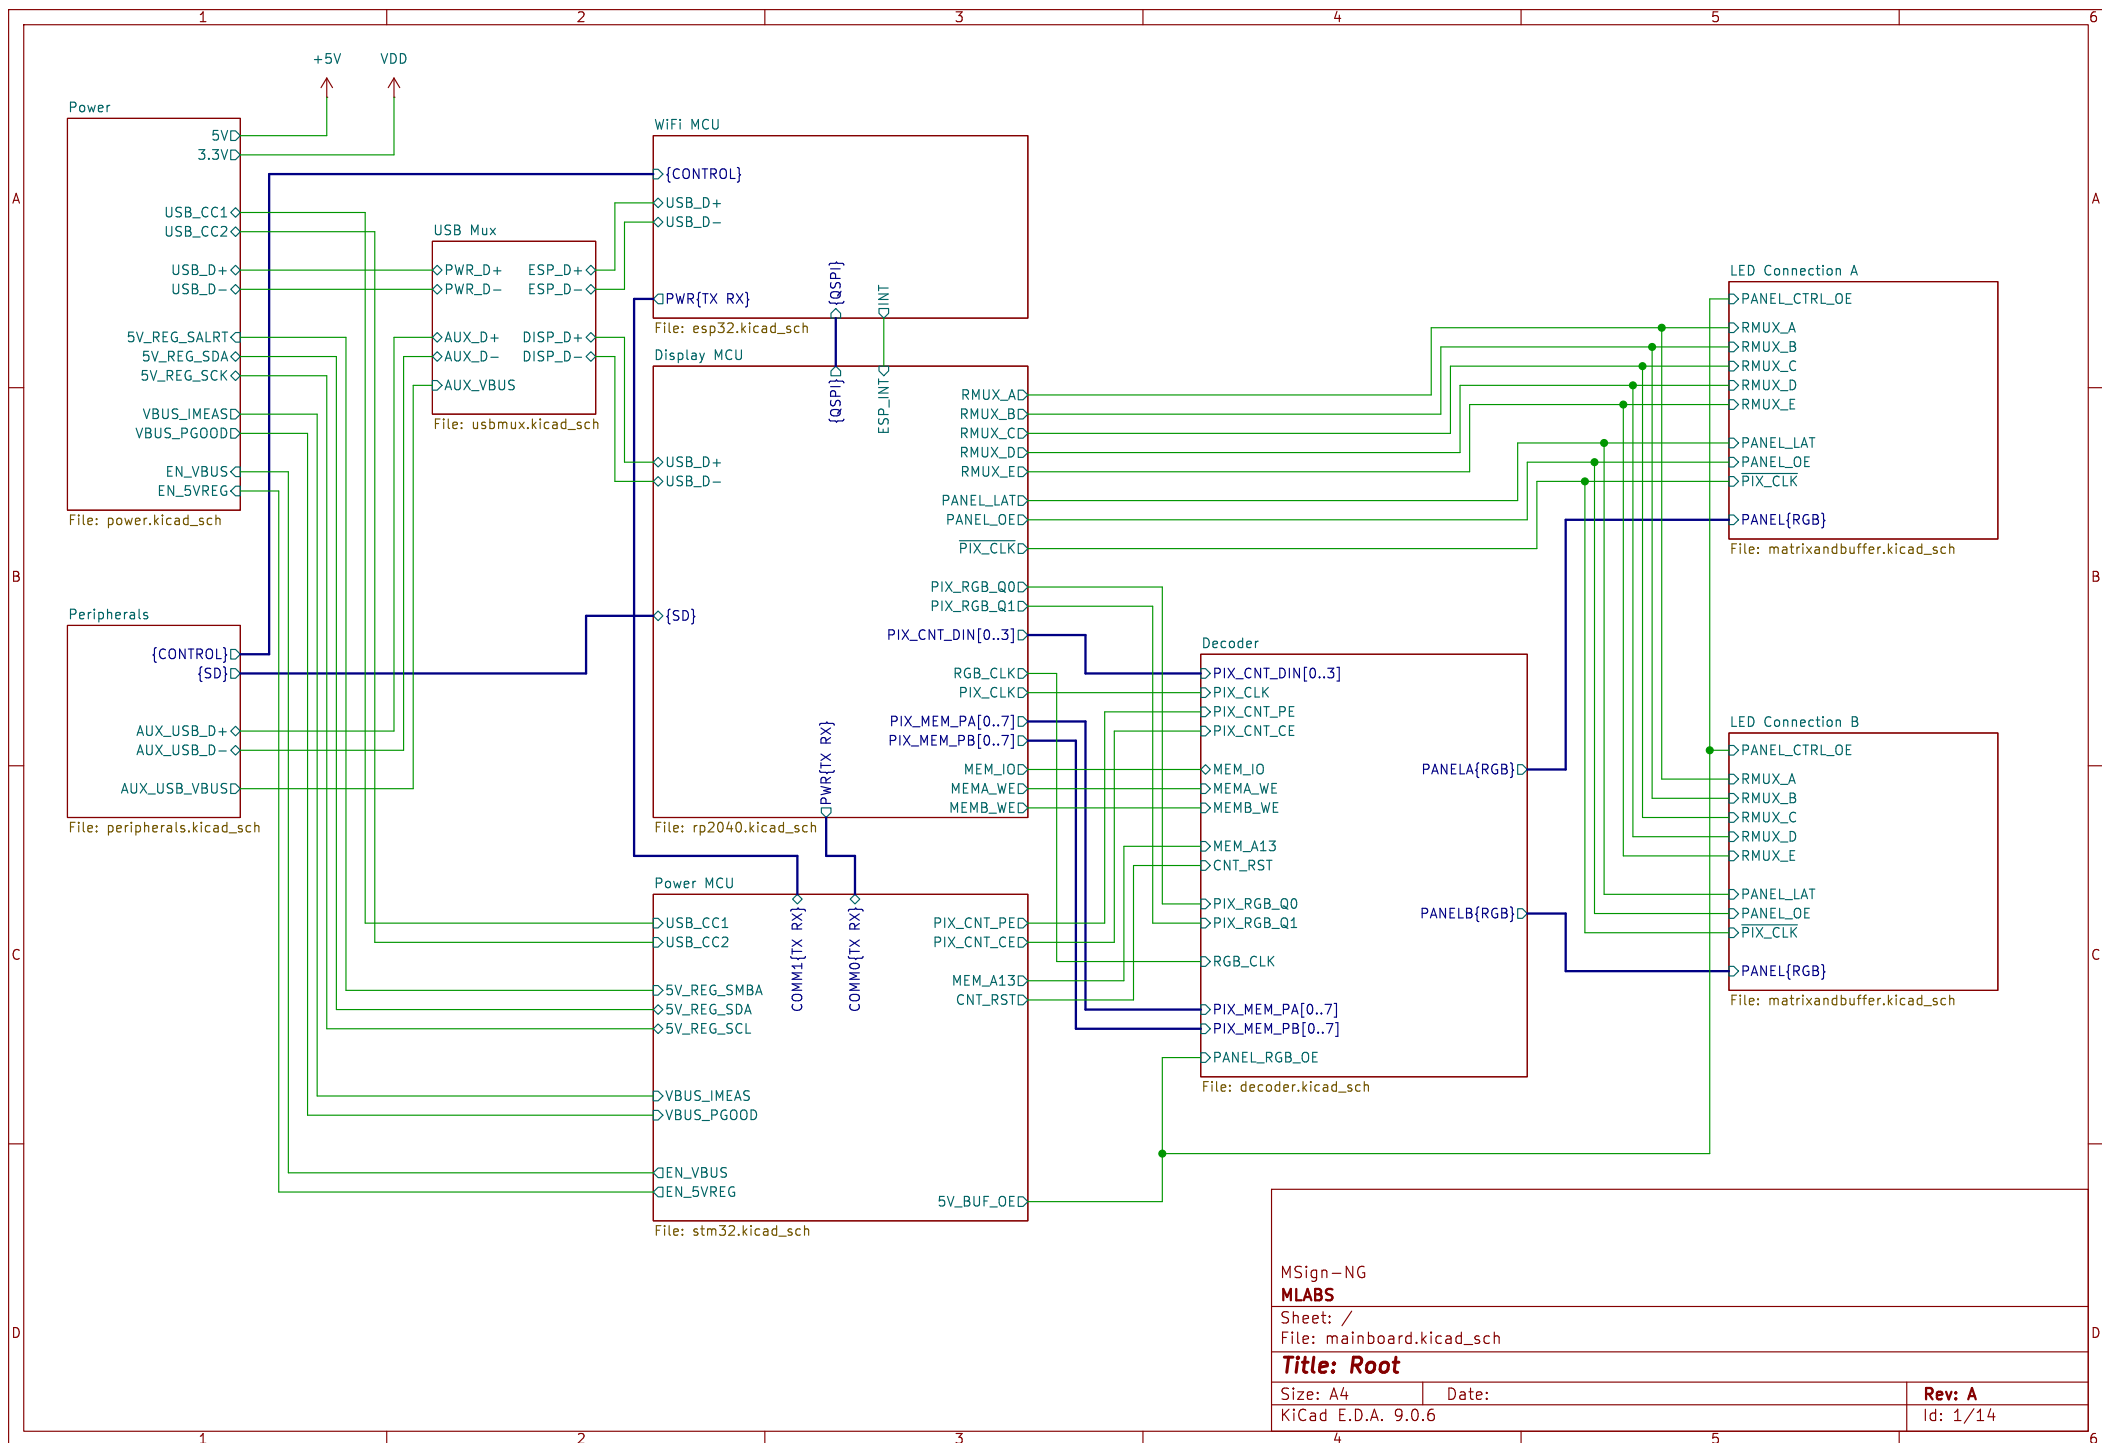 1 2 3 4 5 6
A
B
C
D
A
B
C
D
1 2 3 4 5 6
+5V
VDD
Power
5V
3.3V
USB_CC1
USB_CC2
USB_D+
USB_D-
5V_REG_SALRT
5V_REG_SDA
5V_REG_SCK
VBUS_IMEAS
VBUS_PGOOD
EN_VBUS
EN_5VREG
File: power.kicad_sch
Peripherals
{CONTROL}
{SD}
AUX_USB_D+
AUX_USB_D-
AUX_USB_VBUS
File: peripherals.kicad_sch
USB Mux
PWR_D+ ESP_D+
PWR_D- ESP_D-
AUX_D+ DISP_D+
AUX_D- DISP_D-
AUX_VBUS
File: usbmux.kicad_sch
WiFi MCU
{CONTROL}
USB_D+
USB_D-
PWR{TX RX}
{QSPI}
INT
File: esp32.kicad_sch
Display MCU
{QSPI}
ESP_INT
USB_D+
USB_D-
{SD}
PWR{TX RX}
RMUX_A
RMUX_B
RMUX_C
RMUX_D
RMUX_E
PANEL_LAT
PANEL_OE
PIX_CLK
PIX_RGB_Q0
PIX_RGB_Q1
PIX_CNT_DIN[0..3]
RGB_CLK
PIX_CLK
PIX_MEM_PA[0..7]
PIX_MEM_PB[0..7]
MEM_IO
MEMA_WE
MEMB_WE
File: rp2040.kicad_sch
Power MCU
COMM1{TX RX}
COMM0{TX RX}
USB_CC1
USB_CC2
5V_REG_SMBA
5V_REG_SDA
5V_REG_SCL
VBUS_IMEAS
VBUS_PGOOD
EN_VBUS
EN_5VREG
PIX_CNT_PE
PIX_CNT_CE
MEM_A13
CNT_RST
5V_BUF_OE
File: stm32.kicad_sch
Decoder
PIX_CNT_DIN[0..3]
PIX_CLK
PIX_CNT_PE
PIX_CNT_CE
MEM_IO
MEMA_WE
MEMB_WE
MEM_A13
CNT_RST
PIX_RGB_Q0
PIX_RGB_Q1
RGB_CLK
PIX_MEM_PA[0..7]
PIX_MEM_PB[0..7]
PANEL_RGB_OE
PANELA{RGB}
PANELB{RGB}
File: decoder.kicad_sch
LED Connection A
PANEL_CTRL_OE
RMUX_A
RMUX_B
RMUX_C
RMUX_D
RMUX_E
PANEL_LAT
PANEL_OE
PIX_CLK
PANEL{RGB}
File: matrixandbuffer.kicad_sch
LED Connection B
PANEL_CTRL_OE
RMUX_A
RMUX_B
RMUX_C
RMUX_D
RMUX_E
PANEL_LAT
PANEL_OE
PIX_CLK
PANEL{RGB}
File: matrixandbuffer.kicad_sch
MSign-NG
MLABS
Sheet: /
File: mainboard.kicad_sch
Title: Root
Size: A4 Date: Rev: A
KiCad E.D.A. 9.0.6 Id: 1/14